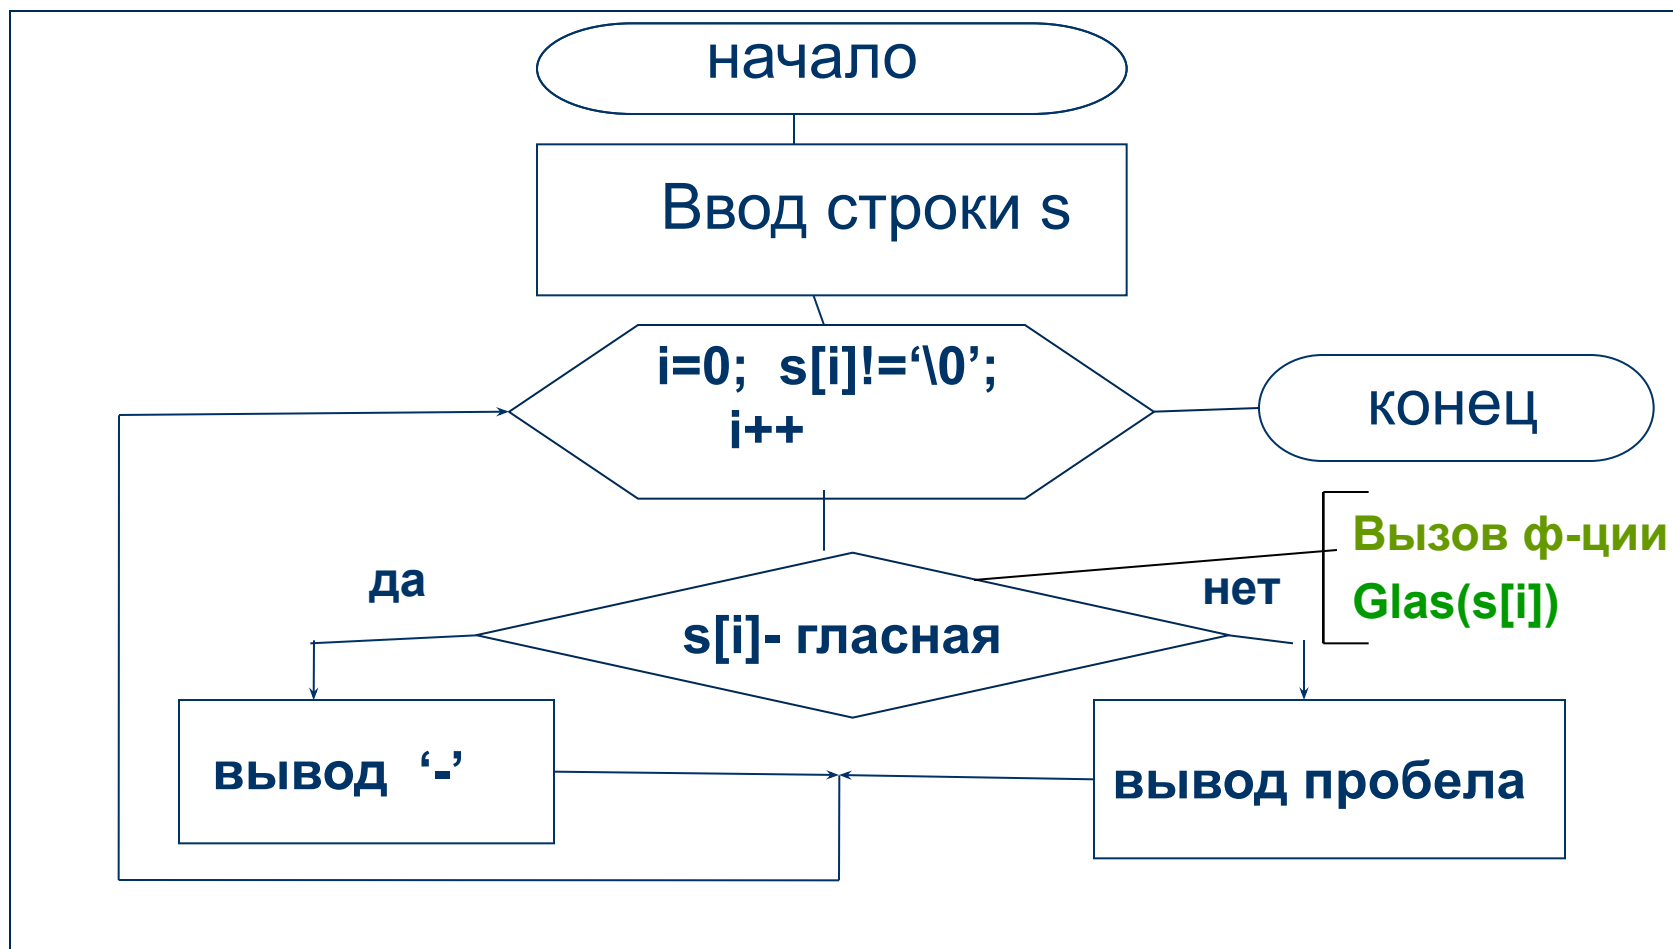 начало
Ввод строки s
i=0;  s[i]!=‘\0’;
i++
конец
Вызов ф-ции
Glas(s[i])
да
нет
s[i]- гласная
вывод  ‘-’
вывод пробела